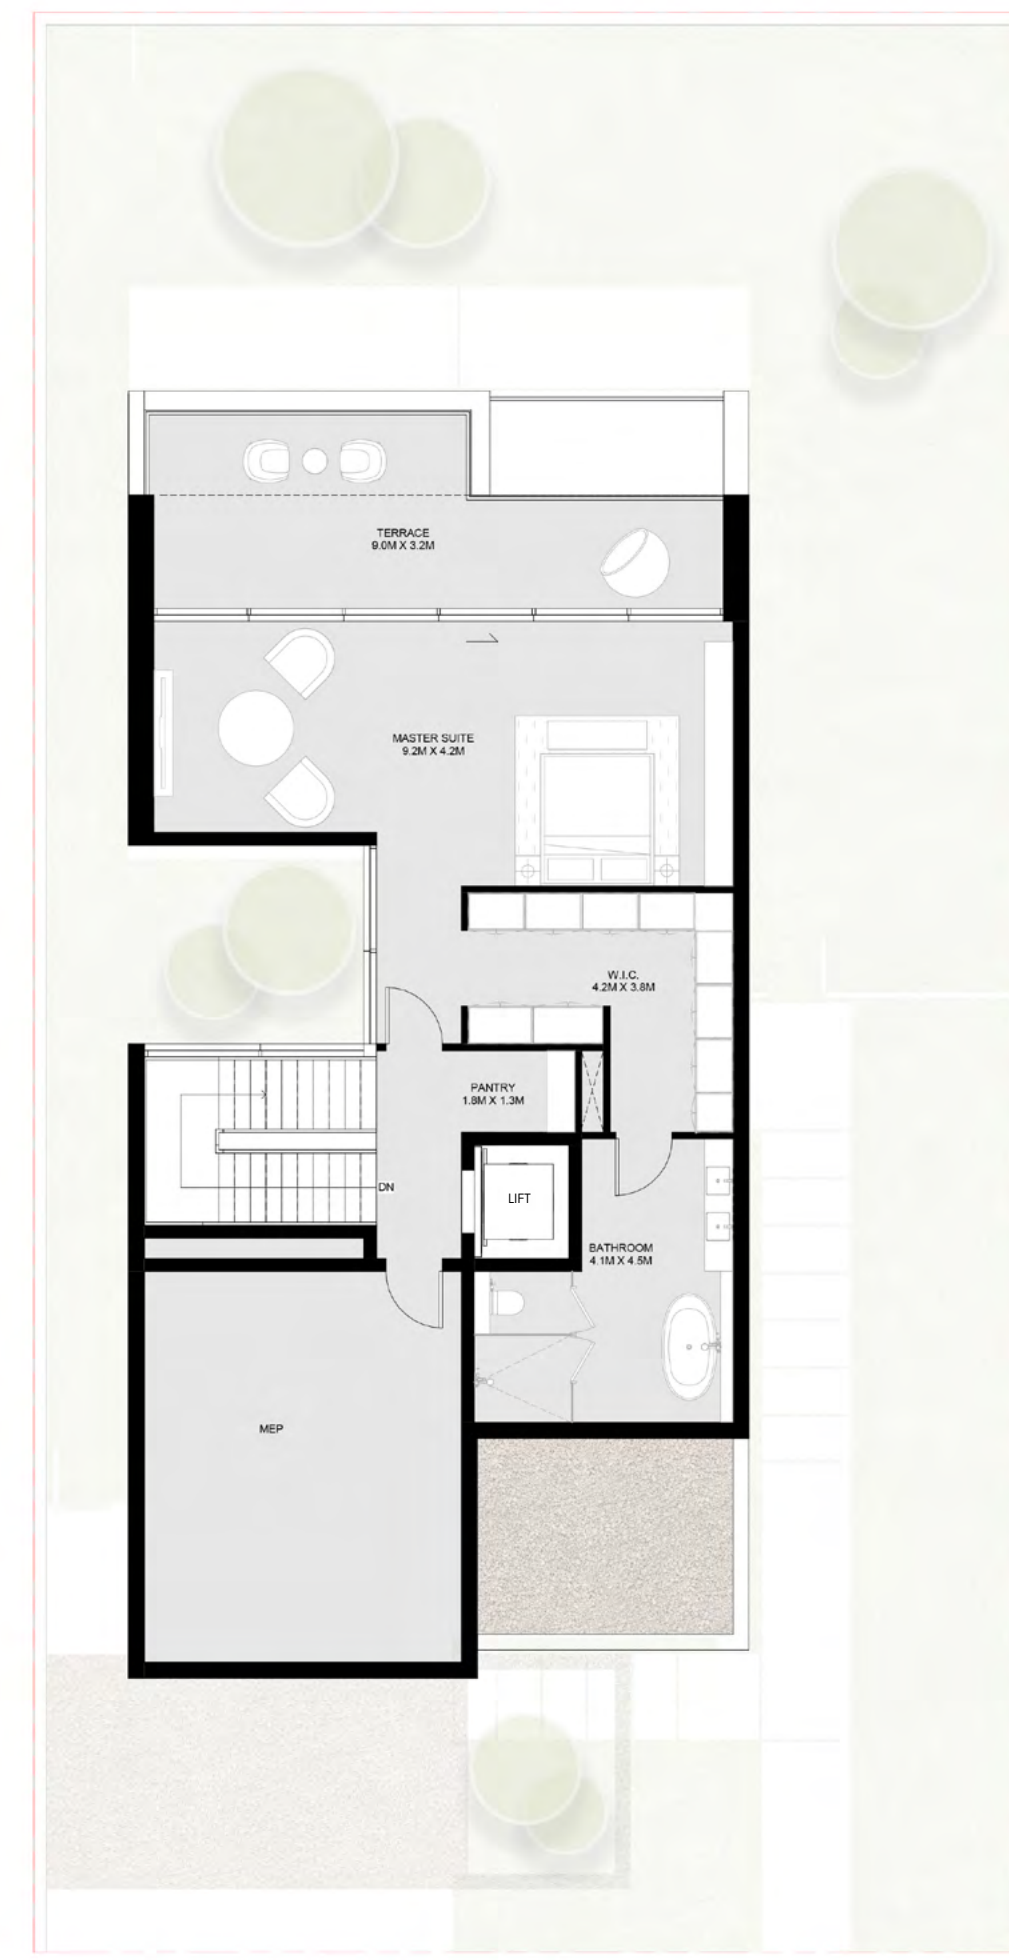 TERRACE
9.0M X 3.2M
MASTER SUITE
9.2M X 4.2M
W.I.C.
4.2M X 3.8M
PANTRY
1.8M X 1.3M
DN
LIFT
BATHROOM
4.1M X 4.5M
MEP